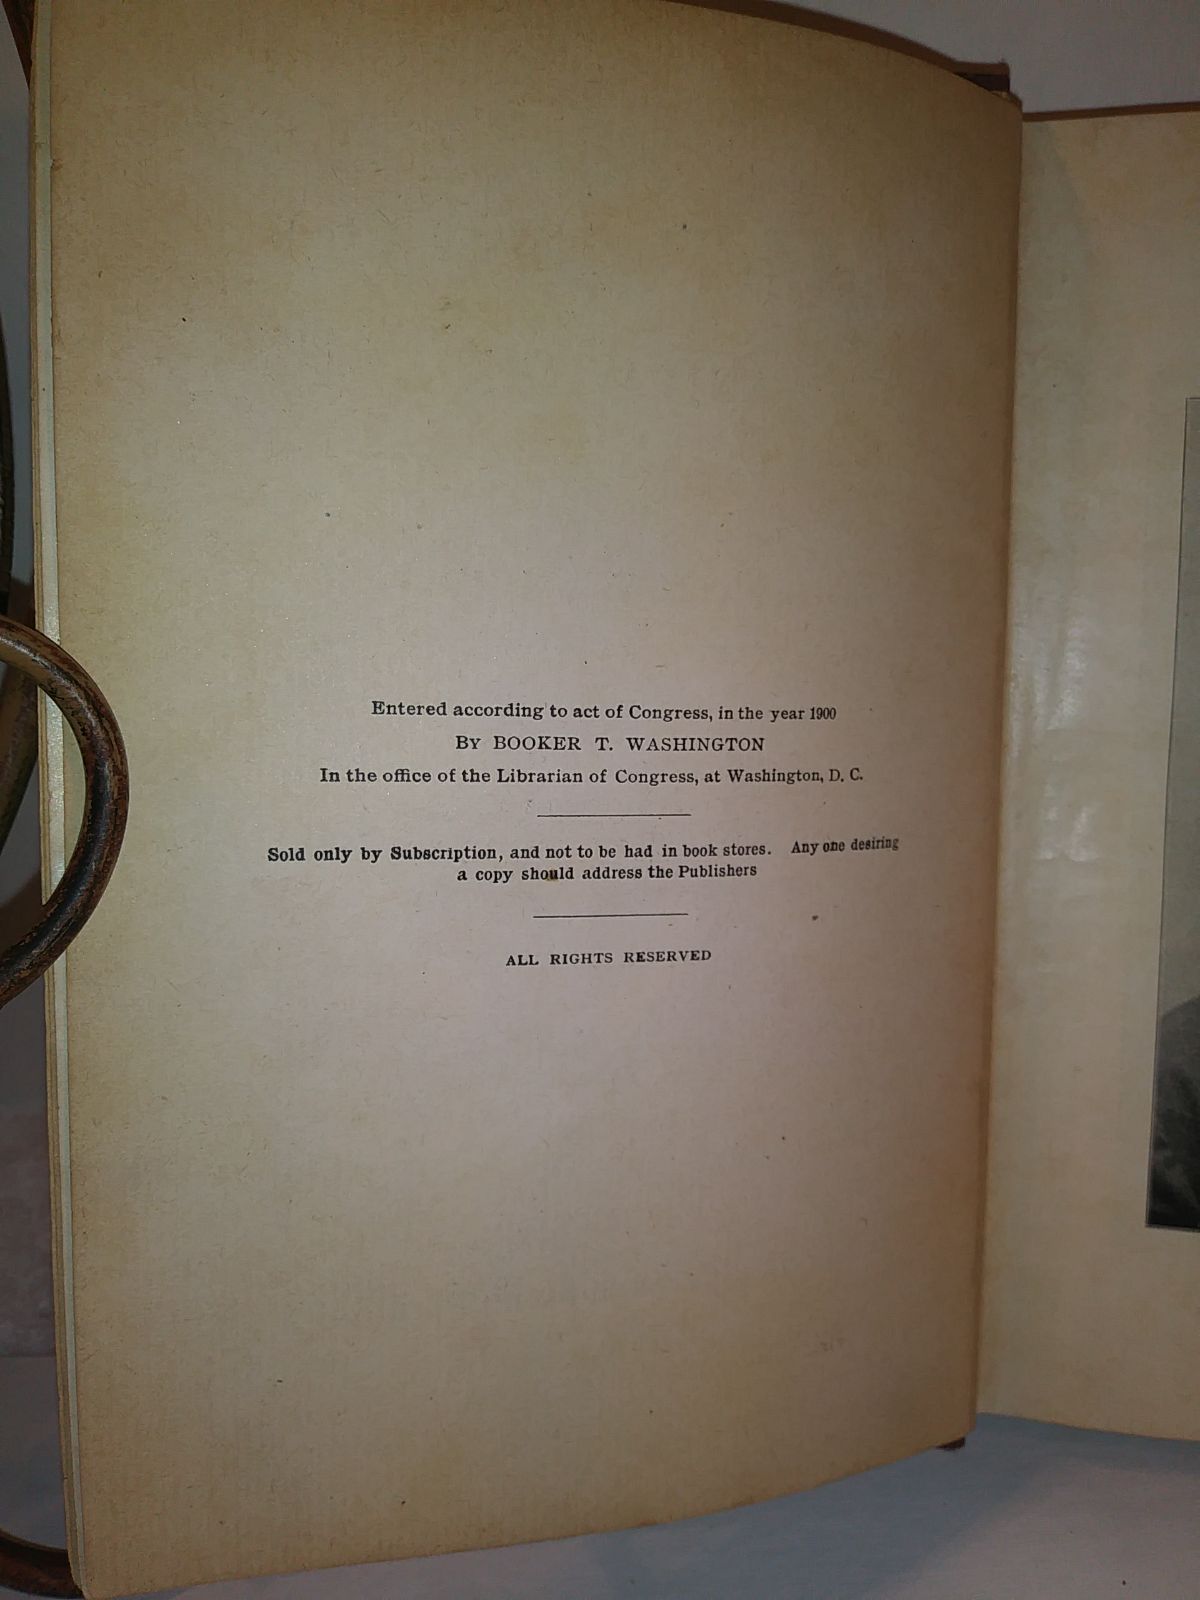 Entered according to act of Congress, in the year 1900
By BOOKER T. WASHINGTON
In the office of the Librarian of Congress, at Washington, D. C.
Sold only by Subscription, and not to be had in book stores. Any one desiring
a copy should address the Publishers
ALL RIGHTS RESERVED